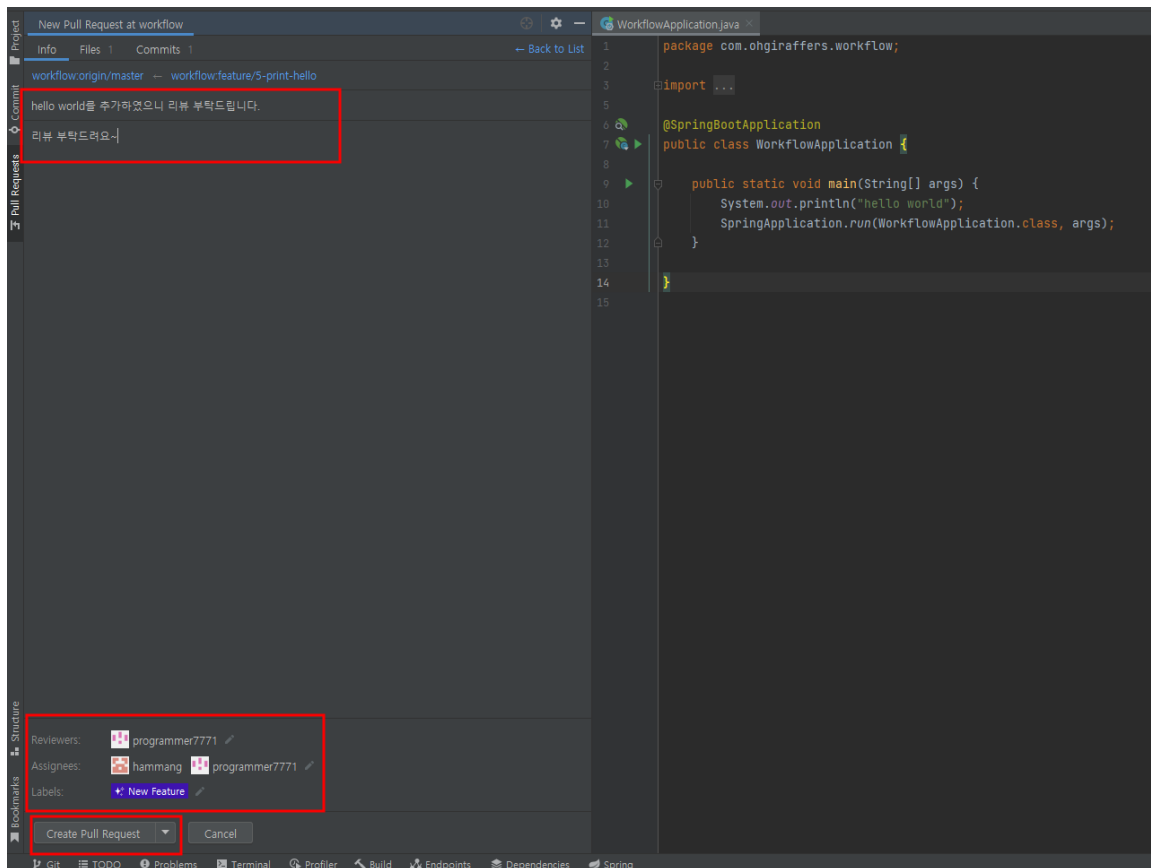 Project
Commit
Pull Requests
Structure
Bookmarks
New Pull Request at workflow
Info Files 1 Commits 1 ← Back to List
workflow:origin/master ← workflow:feature/5-print-hello
hello world를 추가하였으니 리뷰 부탁드립니다.
리뷰 부탁드려요~
Reviewers: programmer7771
Assignees: hammang programmer7771
Labels: New Feature
Create Pull Request Cancel
WorkflowApplication.java
1 package com.ohgiraffers.workflow;
2
3 import ...
5
6 @SpringBootApplication
7 public class WorkflowApplication {
8
9 public static void main(String[] args) {
10 System.out.println("hello world");
11 SpringApplication.run(WorkflowApplication.class, args);
12 }
13
14 }
15
Git TODO Problems Terminal Profiler Build Endpoints Dependencies Spring